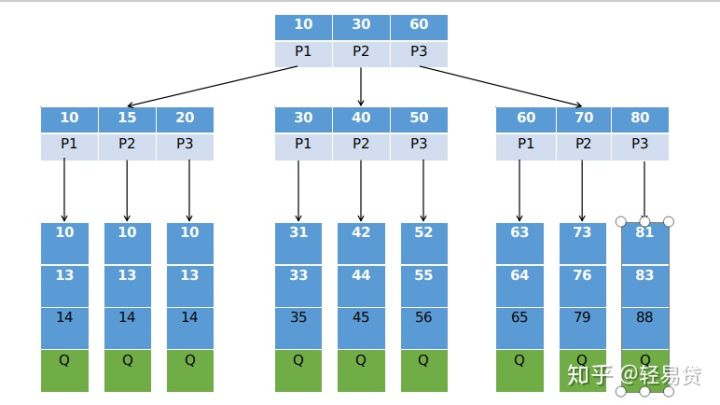 10 30 60
P1 P2 P3
10 15 20 30 40 50 60 70 80
P1 P2 P3 P1 P2 P3 P1 P2 P3
10 10 10 31 42 52 63 73 81
13 13 13 33 44 55 64 76 83
14 14 14 35 45 56 65 79 88
Q Q Q Q Q Q Q Q Q
知乎 @轻易贷